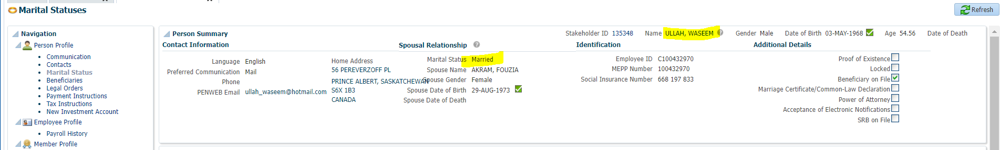 Marital Statuses
Refresh
Navigation
Person Profile
Communication
Contacts
Marital Status
Beneficiaries
Legal Orders
Payment Instructions
Tax Instructions
New Investment Account
Employee Profile
Payroll History
Member Profile
Person Summary
Stakeholder ID 135348 Name ULLAH, WASEEM Gender Male Date of Birth 03-MAY-1968 Age 54.56 Date of Death
Contact Information
Language English
Preferred Communication Mail
Phone
PENWEB Email ullah_waseem@hotmail.com
Home Address
56 PEREVERZOFF PL
PRINCE ALBERT, SASKATCHEWAN
S6X 1B3
CANADA
Spousal Relationship
Marital Status Married
Spouse Name AKRAM, FOUZIA
Spouse Gender Female
Spouse Date of Birth 29-AUG-1973
Spouse Date of Death
Identification
Employee ID C100432970
MEPP Number 100432970
Social Insurance Number 668 197 833
Additional Details
Proof of Existence
Locked
Beneficiary on File
Marriage Certificate/Common-Law Declaration
Power of Attorney
Acceptance of Electronic Notifications
SRB on File